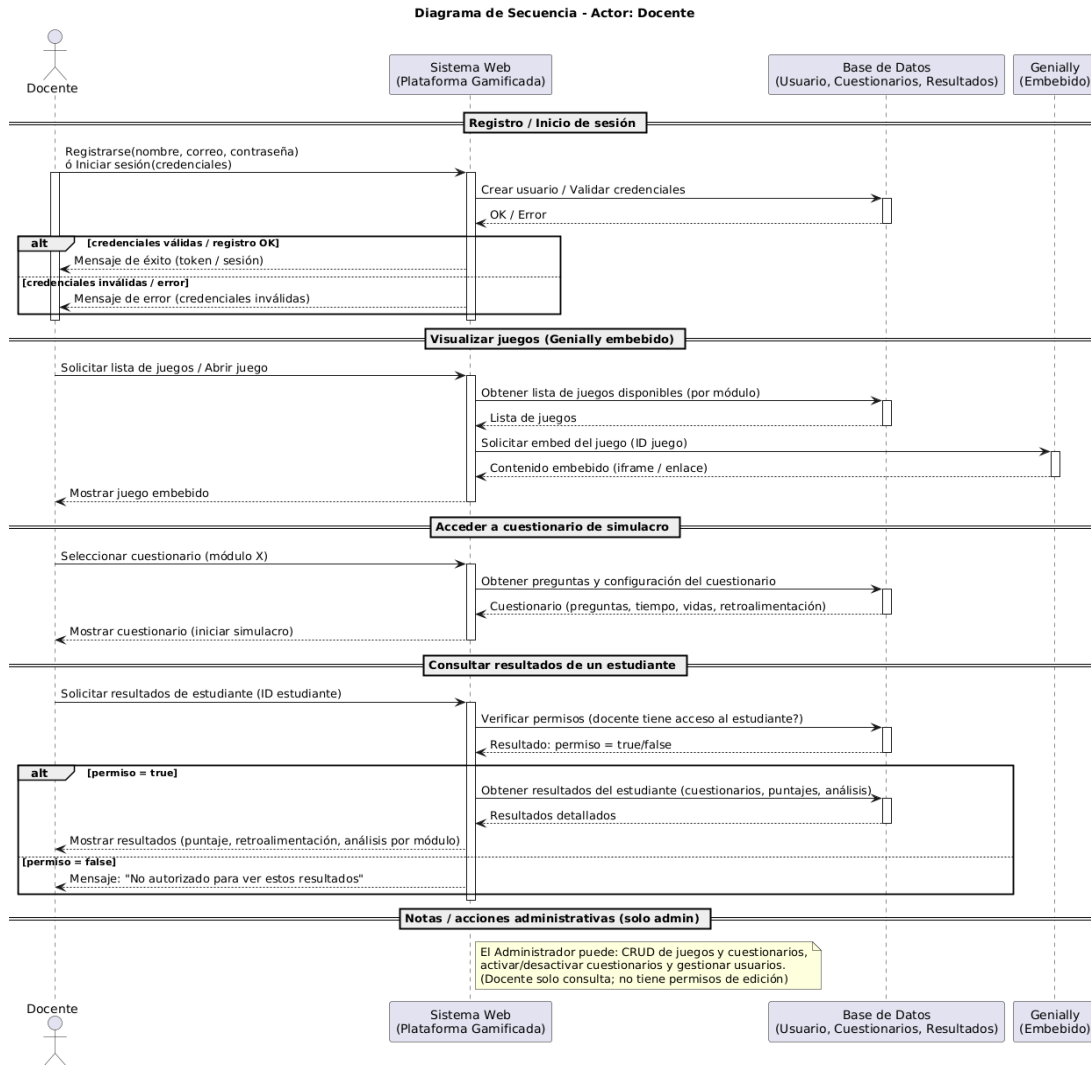 Diagrama de Secuencia - Actor: Docente
Docente
Sistema Web
(Plataforma Gamificada)
Base de Datos
(Usuario, Cuestionarios, Resultados)
Genially
(Embebido)
Registro / Inicio de sesión
Registrarse(nombre, correo, contraseña)
ó Iniciar sesión(credenciales)
Crear usuario / Validar credenciales
OK / Error
alt [credenciales válidas / registro OK]
Mensaje de éxito (token / sesión)
[credenciales inválidas / error]
Mensaje de error (credenciales inválidas)
Visualizar juegos (Genially embebido)
Solicitar lista de juegos / Abrir juego
Obtener lista de juegos disponibles (por módulo)
Lista de juegos
Solicitar embed del juego (ID juego)
Contenido embebido (iframe / enlace)
Mostrar juego embebido
Acceder a cuestionario de simulacro
Seleccionar cuestionario (módulo X)
Obtener preguntas y configuración del cuestionario
Cuestionario (preguntas, tiempo, vidas, retroalimentación)
Mostrar cuestionario (iniciar simulacro)
Consultar resultados de un estudiante
Solicitar resultados de estudiante (ID estudiante)
Verificar permisos (docente tiene acceso al estudiante?)
Resultado: permiso = true/false
alt [permiso = true]
Obtener resultados del estudiante (cuestionarios, puntajes, análisis)
Resultados detallados
Mostrar resultados (puntaje, retroalimentación, análisis por módulo)
[permiso = false]
Mensaje: "No autorizado para ver estos resultados"
Notas / acciones administrativas (solo admin)
El Administrador puede: CRUD de juegos y cuestionarios,
activar/desactivar cuestionarios y gestionar usuarios.
(Docente solo consulta; no tiene permisos de edición)
Docente
Sistema Web
(Plataforma Gamificada)
Base de Datos
(Usuario, Cuestionarios, Resultados)
Genially
(Embebido)